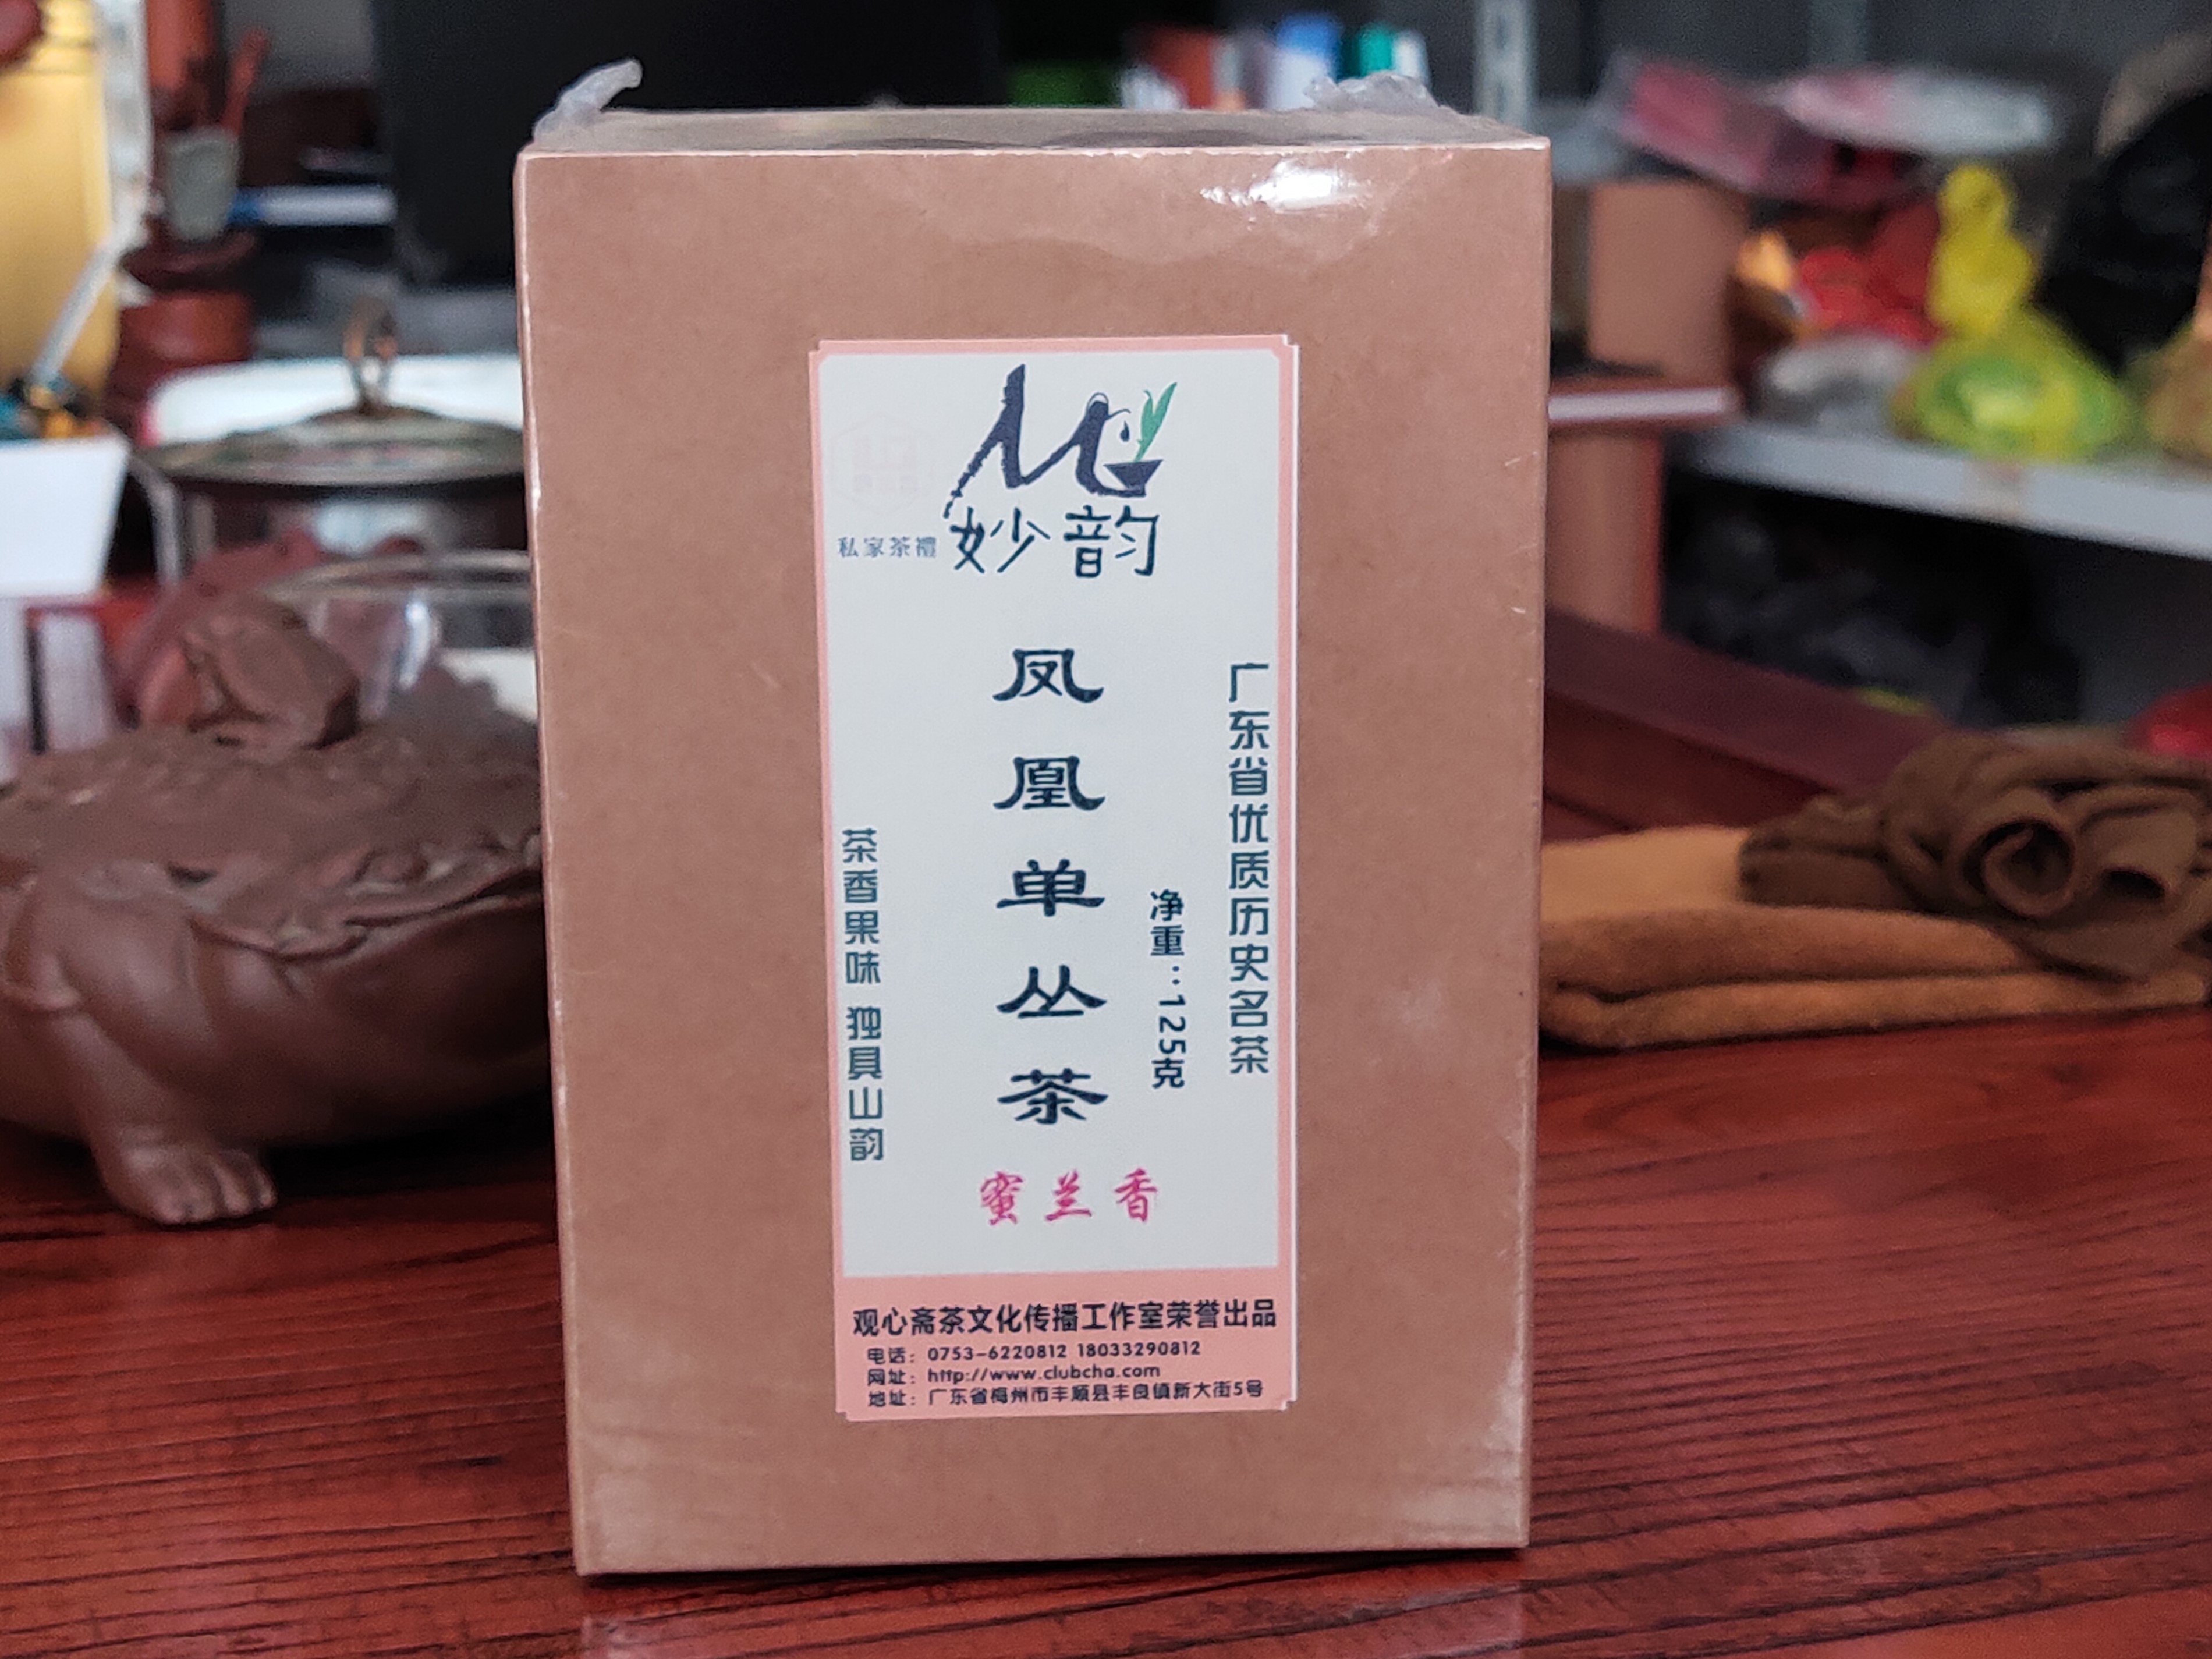 妙韵
私家茶禮
凤凰单丛茶
蜜兰香
广东省优质历史名茶
净重：125克
茶香果味 独具山韵
观心斋茶文化传播工作室荣誉出品
电话：0753-6220812 18033290812
网址：http://www.clubcha.com
地址：广东省梅州市丰顺县丰良镇新大街5号